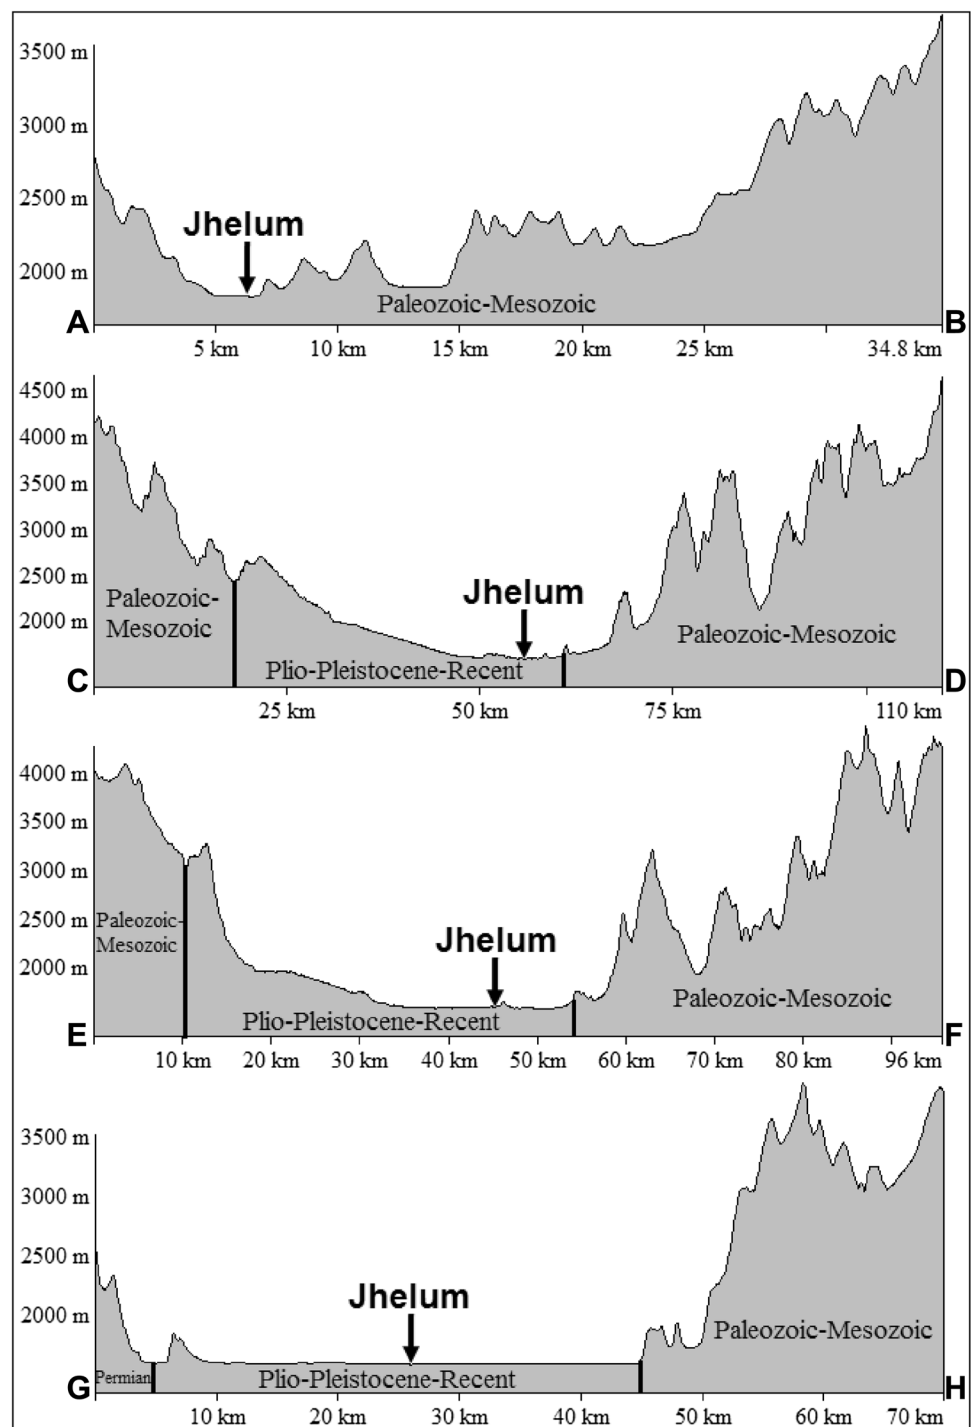 3500 m
3000 m
2500 m
2000 m
Jhelum
Paleozoic-Mesozoic
A
B
5 km 10 km 15 km 20 km 25 km 34.8 km
4500 m
4000 m
3500 m
3000 m
2500 m
2000 m
Jhelum
Paleozoic-
Mesozoic
Plio-Pleistocene-Recent
Paleozoic-Mesozoic
C
D
25 km 50 km 75 km 110 km
4000 m
3500 m
3000 m
2500 m
2000 m
Jhelum
Paleozoic-
Mesozoic
Plio-Pleistocene-Recent
Paleozoic-Mesozoic
E
F
10 km 20 km 30 km 40 km 50 km 60 km 70 km 80 km 96 km
3500 m
3000 m
2500 m
2000 m
Jhelum
Permian
Plio-Pleistocene-Recent
Paleozoic-Mesozoic
G
H
10 km 20 km 40 km 50 km 60 km 70 km